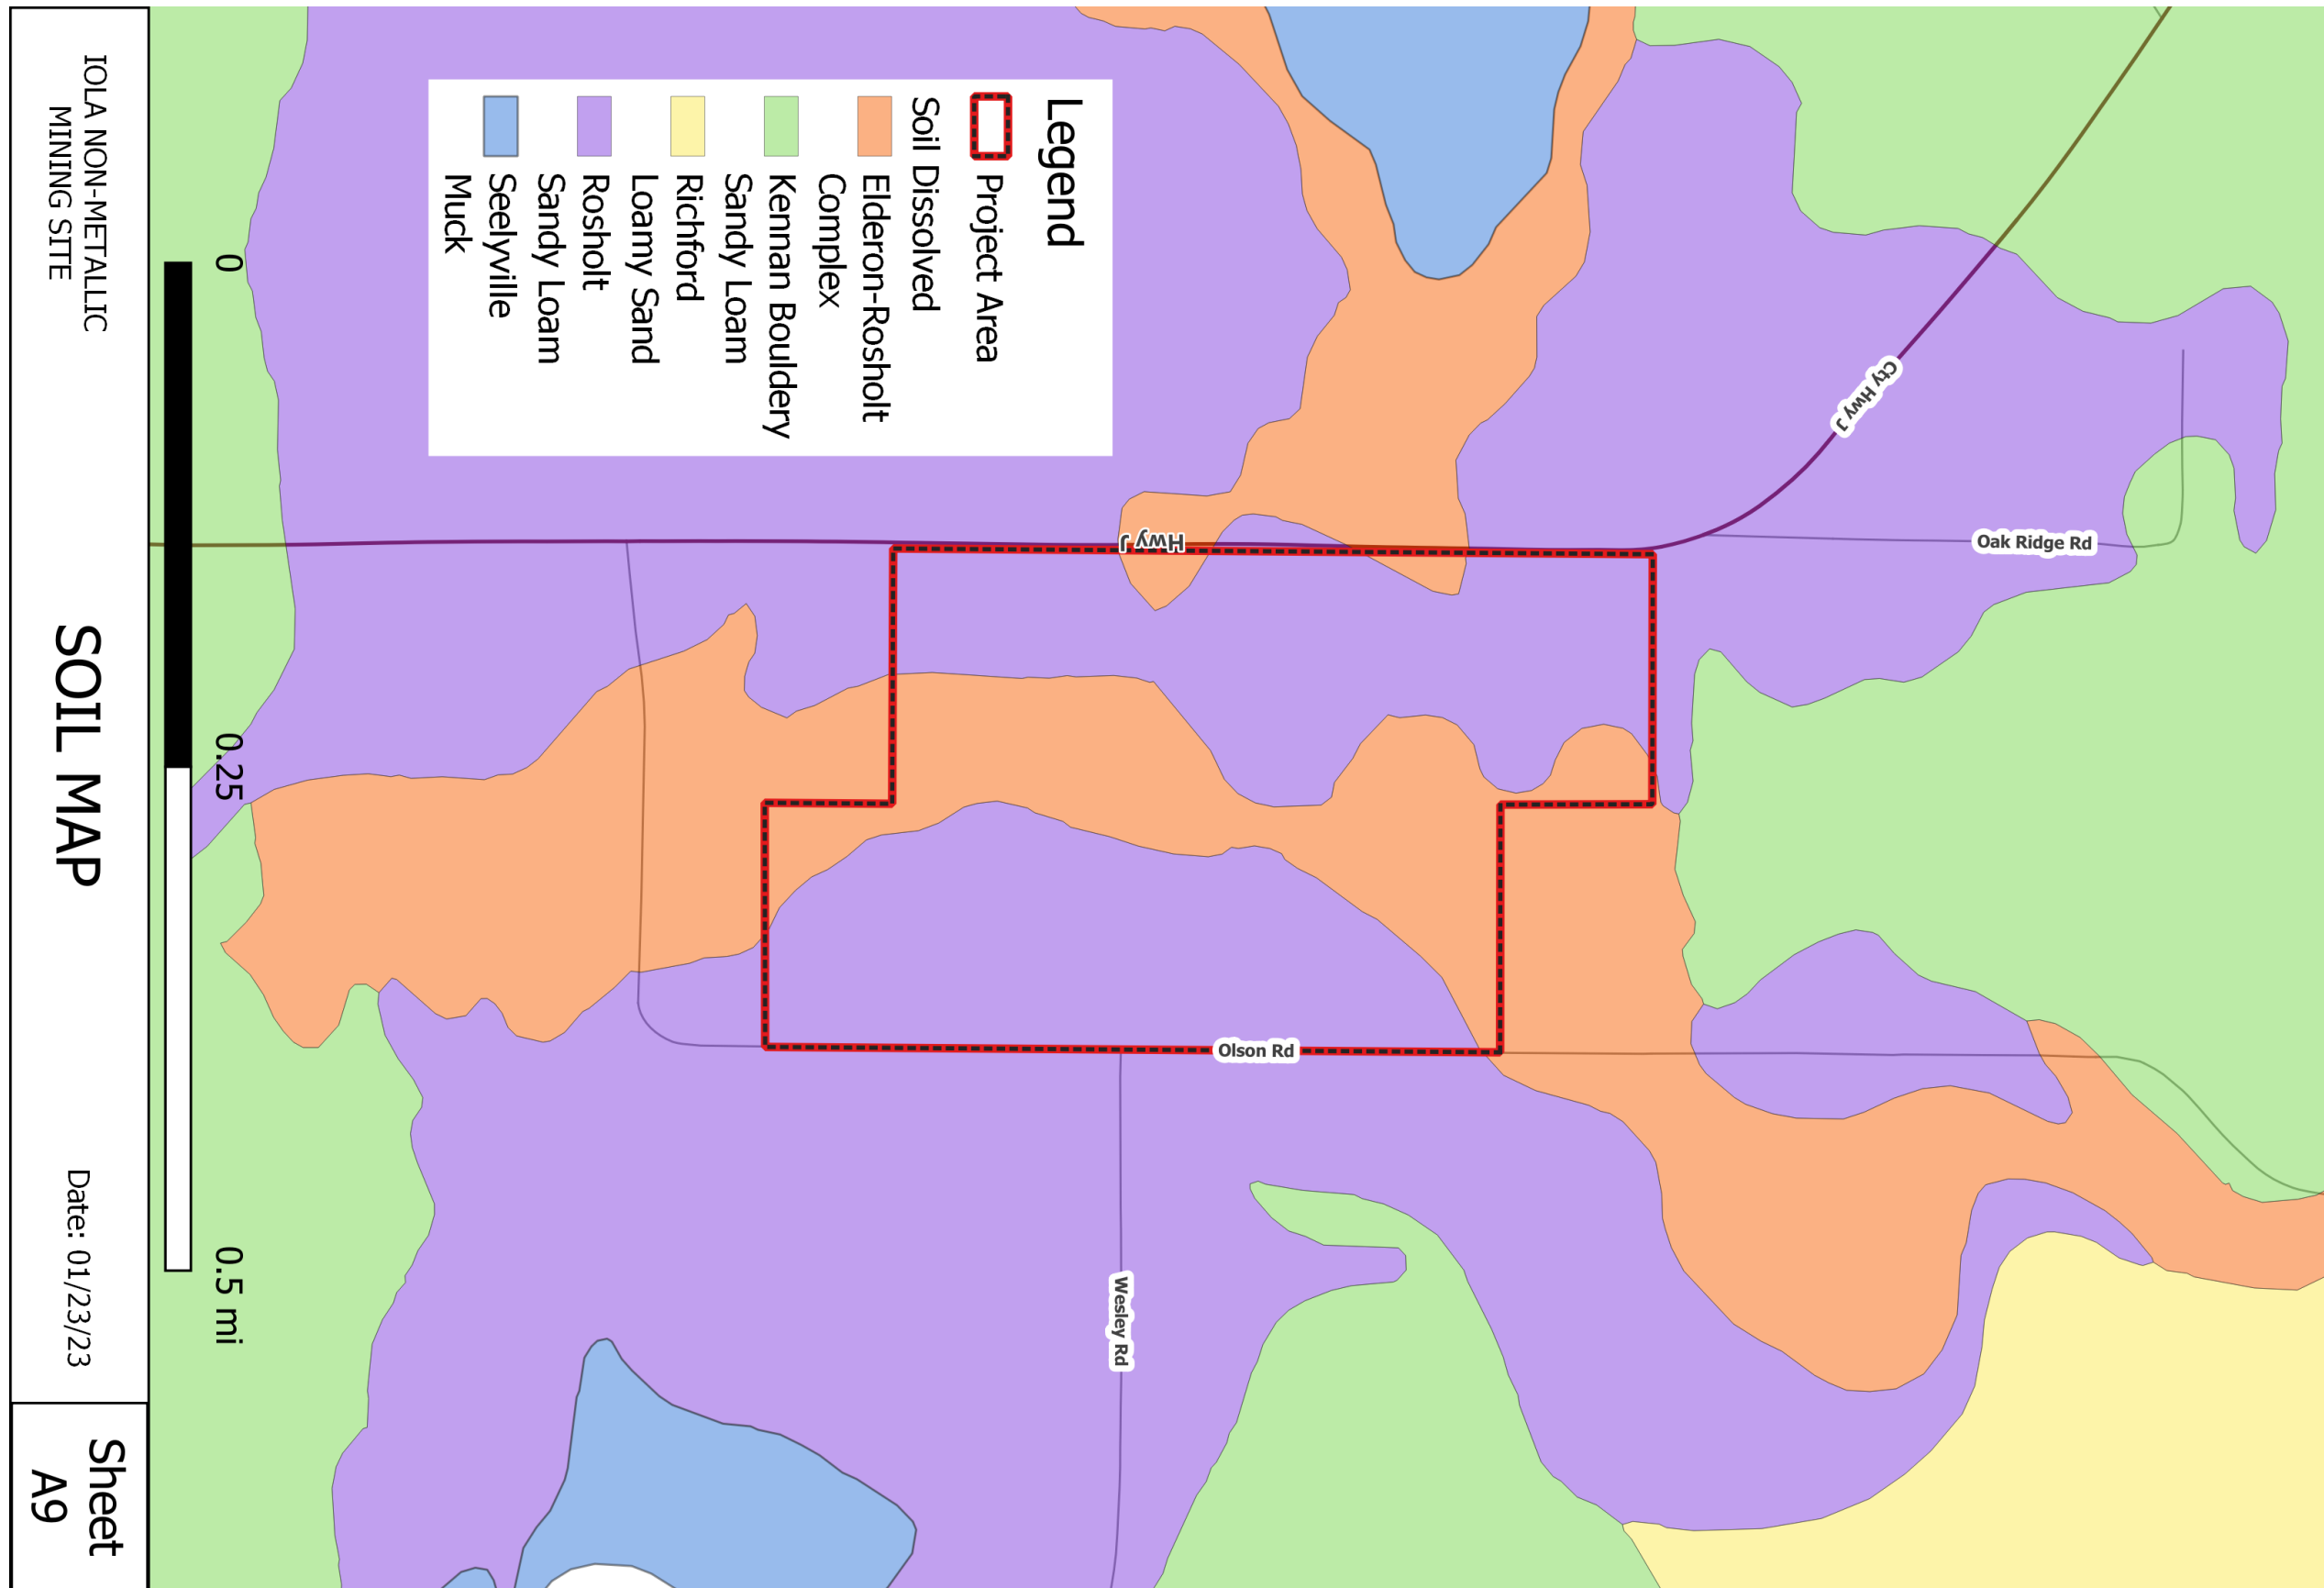 Legend
Project Area
Soil Dissolved
Elderon-Rosholt
Complex
Kennan Bouldery
Sandy Loam
Richford
Loamy Sand
Rosholt
Sandy Loam
Seelyville
Muck
Cty Hwy J
Oak Ridge Rd
Hwy J
Olson Rd
Wesley Rd
0
0.25
0.5 mi
IOLA NON-METALLIC
MINING SITE
SOIL MAP
Date: 01/23/23
Sheet
A9